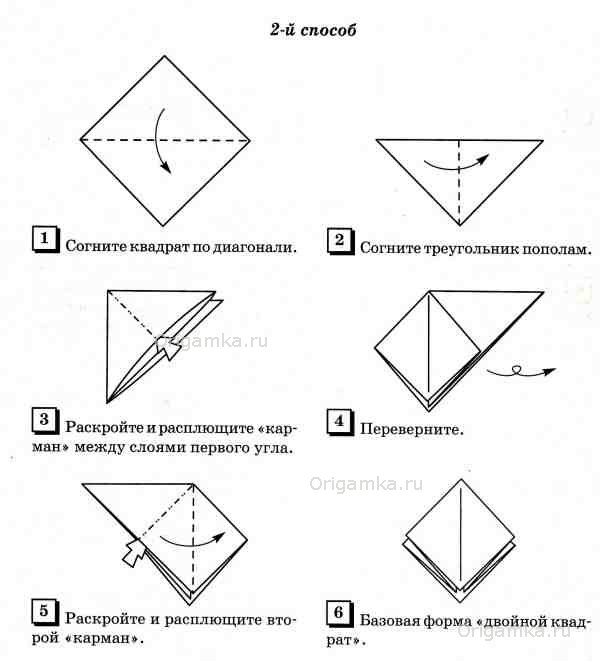 2-й способ
1 Согните квадрат по диагонали.
2 Согните треугольник пополам.
Origamka.ru
3 Раскройте и расплющите «кар-
ман» между слоями первого угла.
4 Переверните.
Origamka.ru
5 Раскройте и расплющите вто-
рой «карман».
6 Базовая форма «двойной квад-
рат».
Origamka.ru